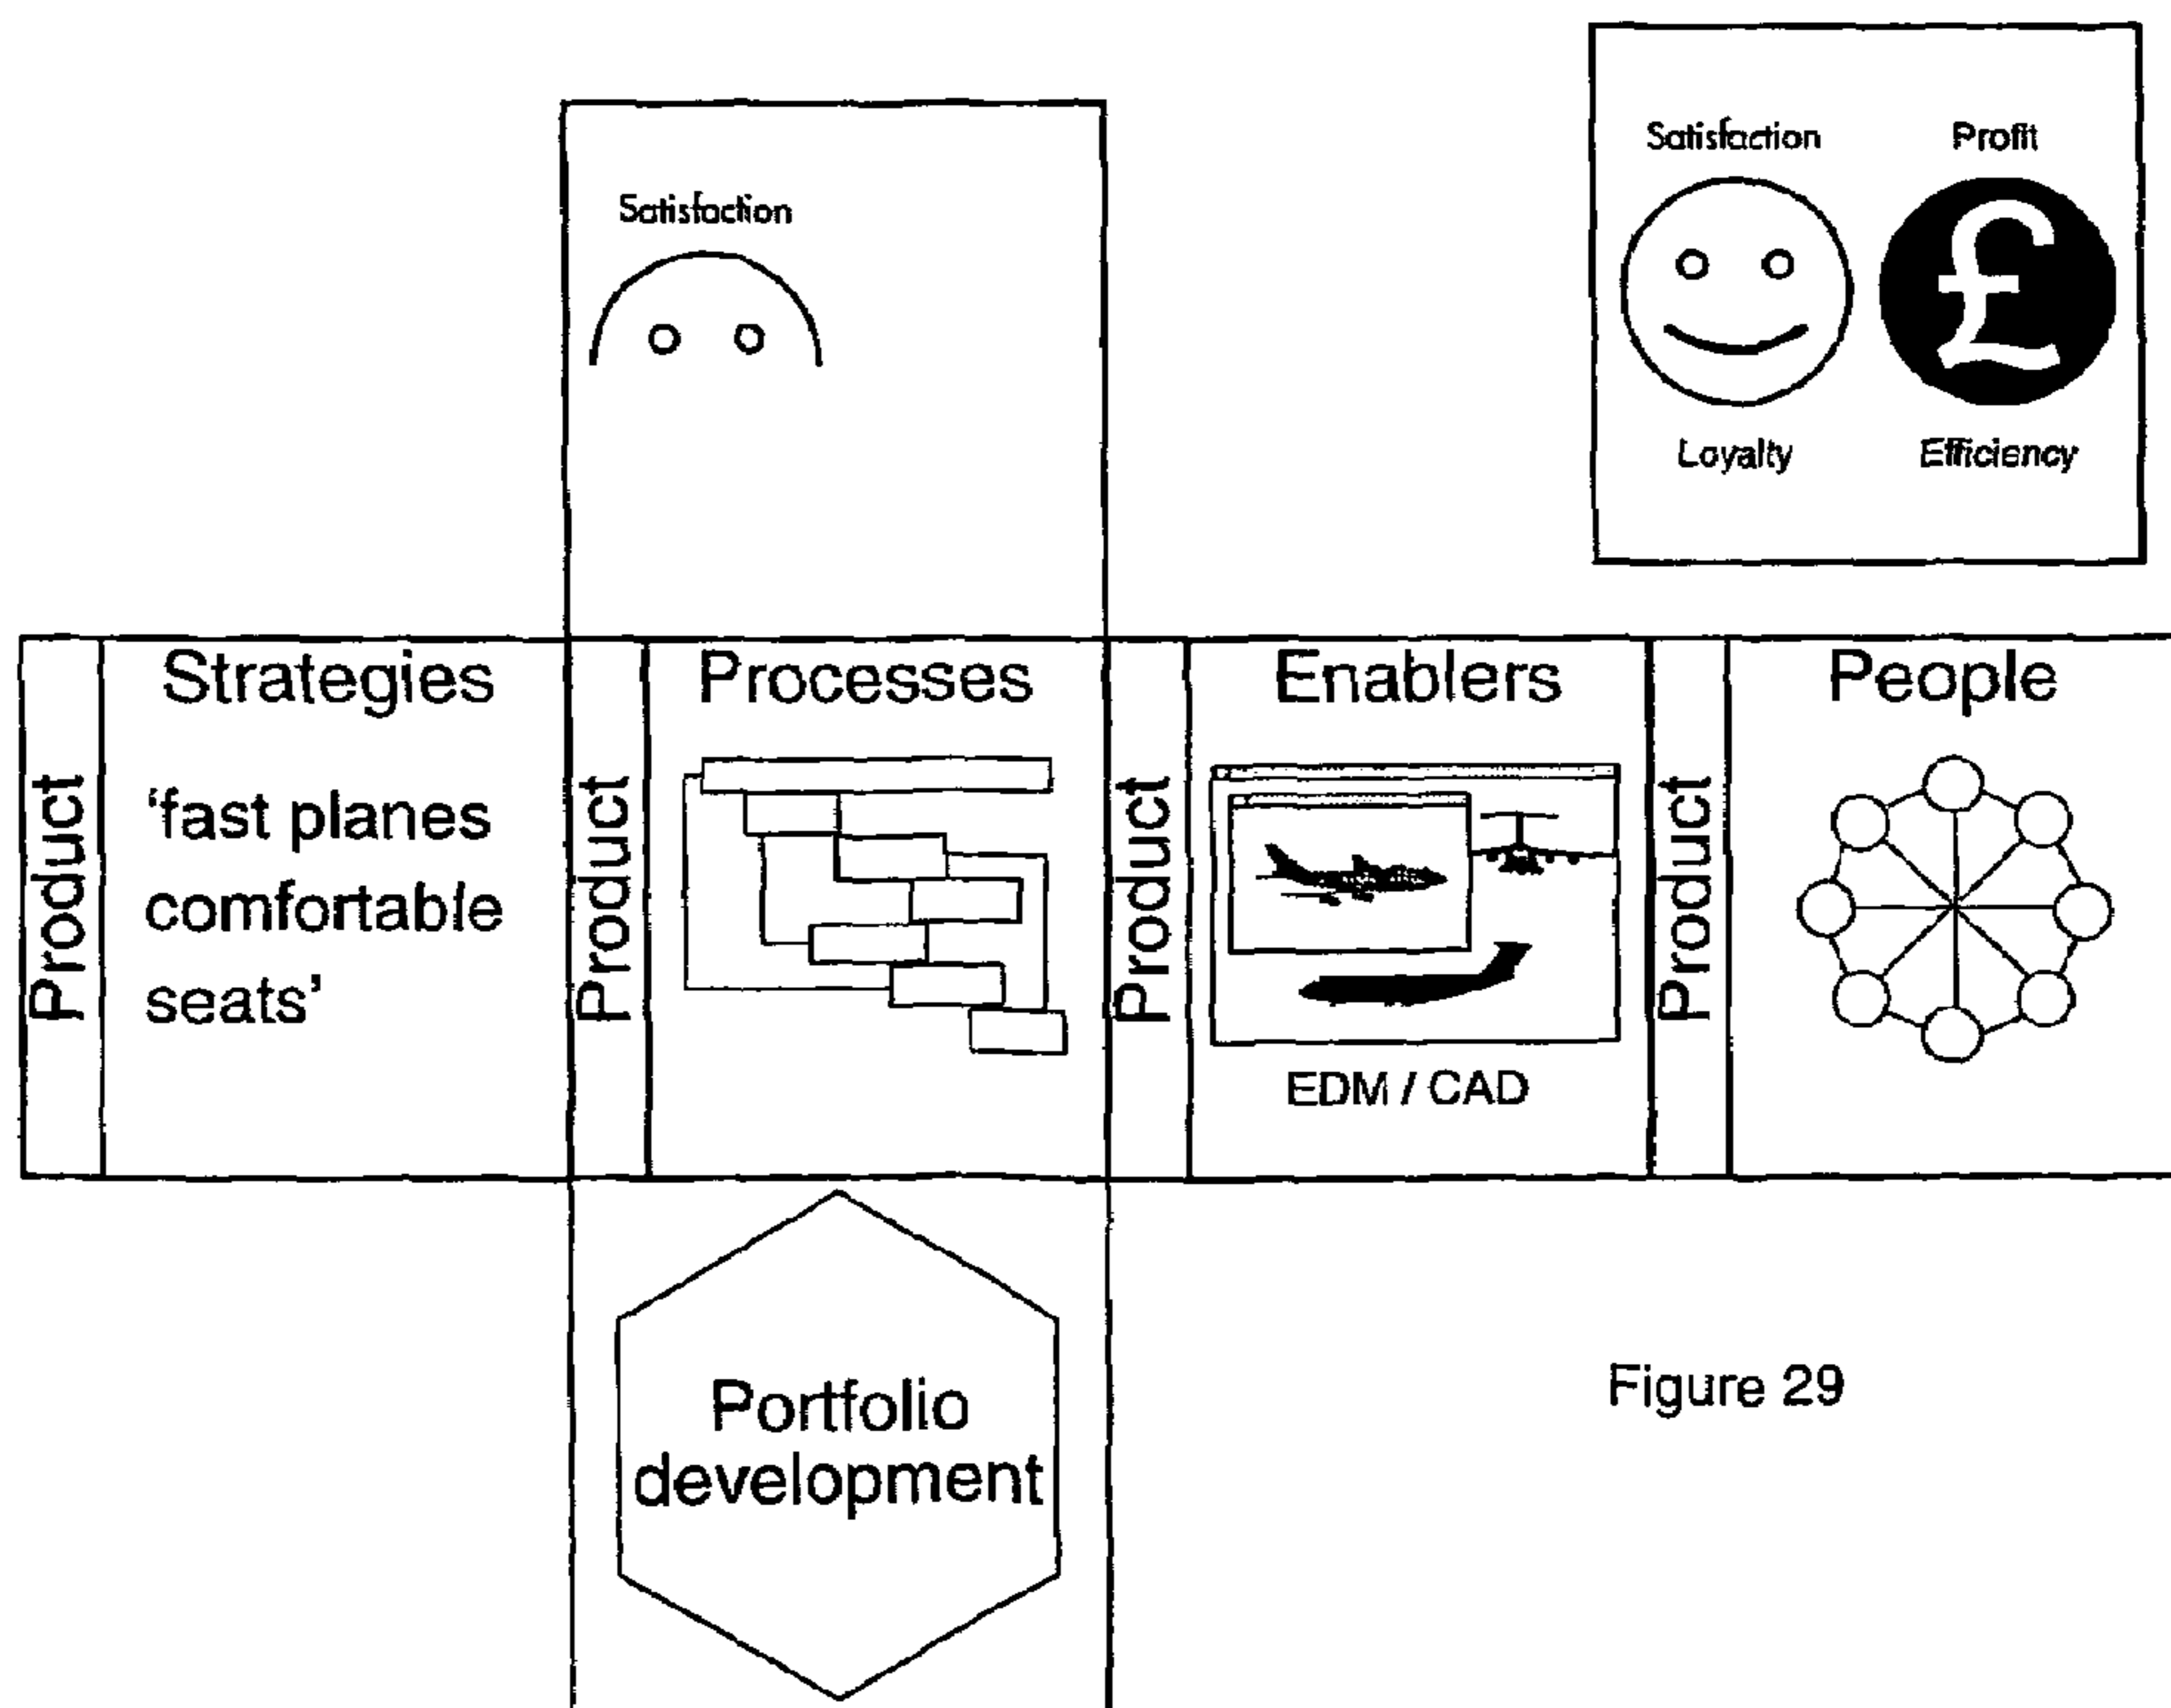 Satisfaction Profit
£
Loyalty Efficiency
Satisfaction
Product
Strategies
'fast planes
comfortable
seats'
Product
Processes
Product
Enablers
EDM / CAD
Product
People
Portfolio
development
Figure 29